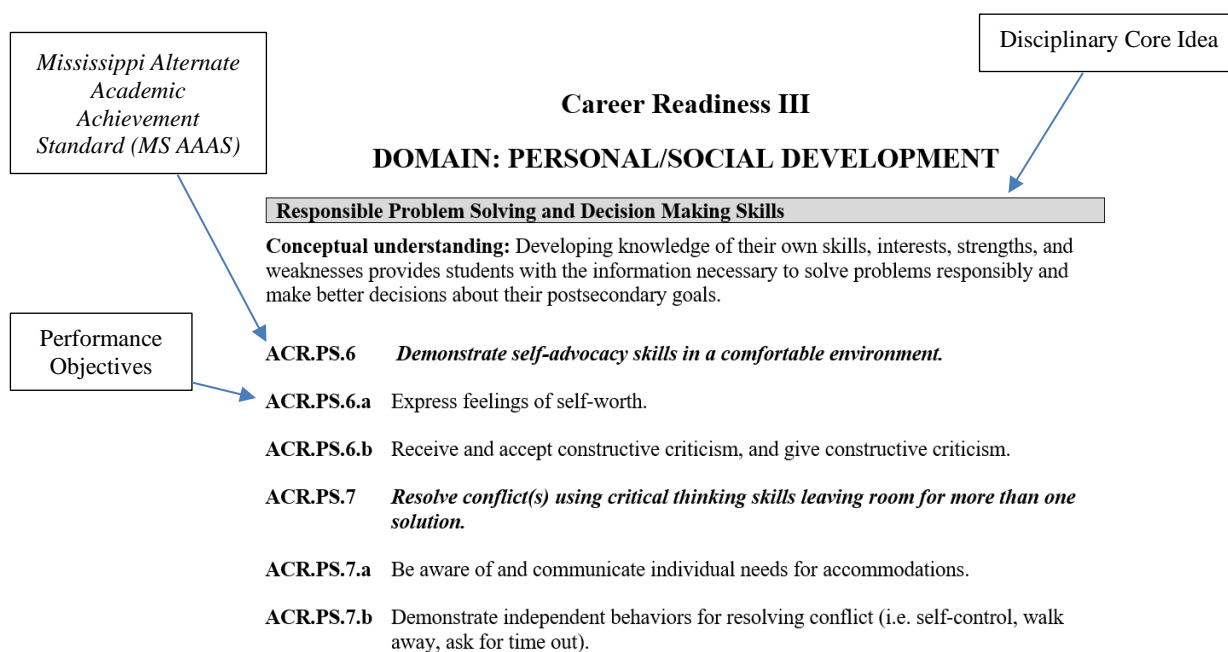 Disciplinary Core Idea
Mississippi Alternate
Academic
Achievement
Standard (MS AAAS)
Career Readiness III
DOMAIN: PERSONAL/SOCIAL DEVELOPMENT
Responsible Problem Solving and Decision Making Skills
Conceptual understanding: Developing knowledge of their own skills, interests, strengths, and
weaknesses provides students with the information necessary to solve problems responsibly and
make better decisions about their postsecondary goals.
Performance
Objectives
ACR.PS.6 Demonstrate self-advocacy skills in a comfortable environment.
ACR.PS.6.a Express feelings of self-worth.
ACR.PS.6.b Receive and accept constructive criticism, and give constructive criticism.
ACR.PS.7 Resolve conflict(s) using critical thinking skills leaving room for more than one
solution.
ACR.PS.7.a Be aware of and communicate individual needs for accommodations.
ACR.PS.7.b Demonstrate independent behaviors for resolving conflict (i.e. self-control, walk
away, ask for time out).